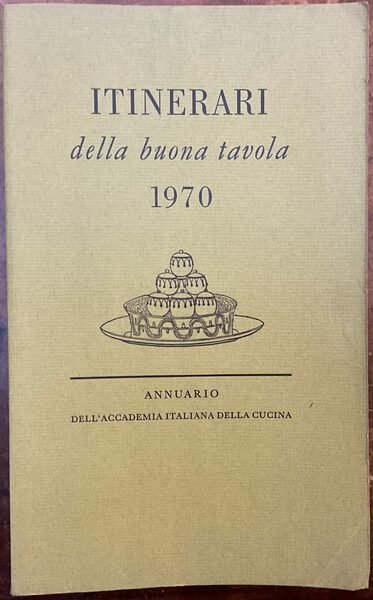 ITINERARI
della buona tavola
1970
ANNUARIO
DELL'ACCADEMIA ITALIANA DELLA CUCINA